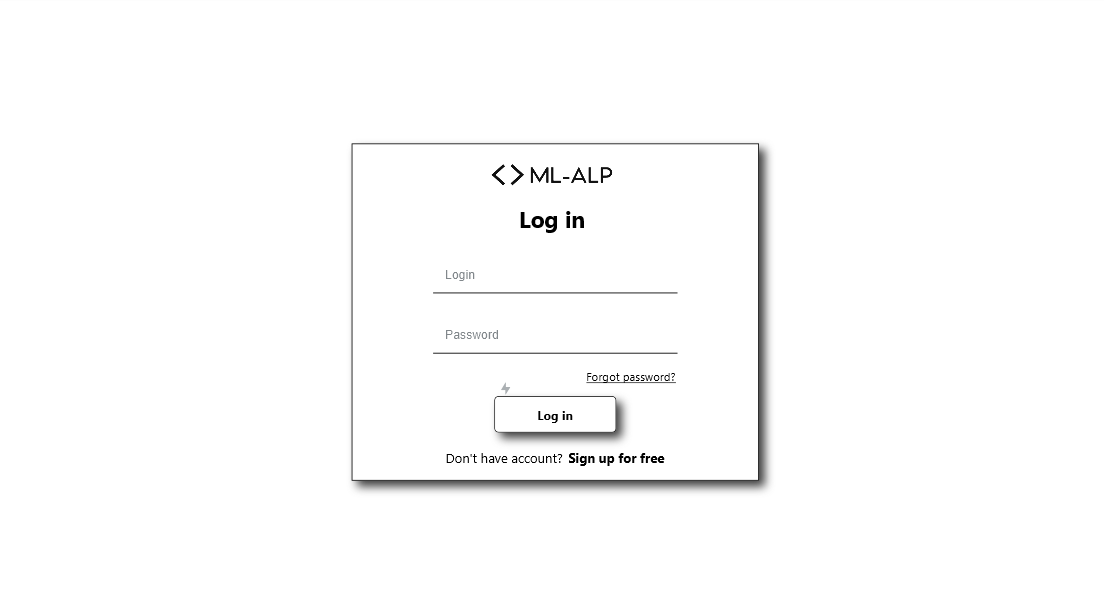 <> ML-ALP
Log in
Login
Password
Forgot password?
Log in
Don't have account? Sign up for free